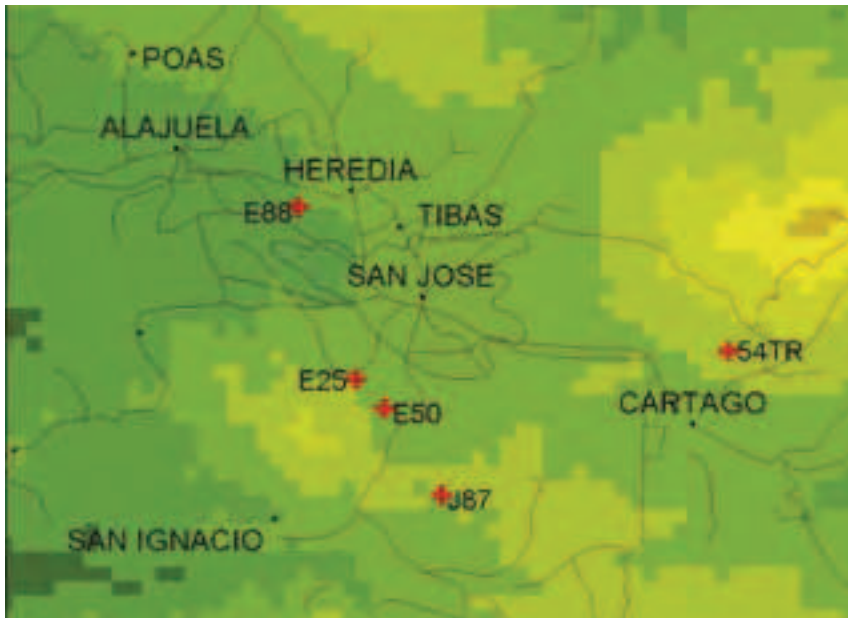 POAS
ALAJUELA
HEREDIA
E88
TIBAS
SAN JOSE
54TR
E25
CARTAGO
E50
J87
SAN IGNACIO